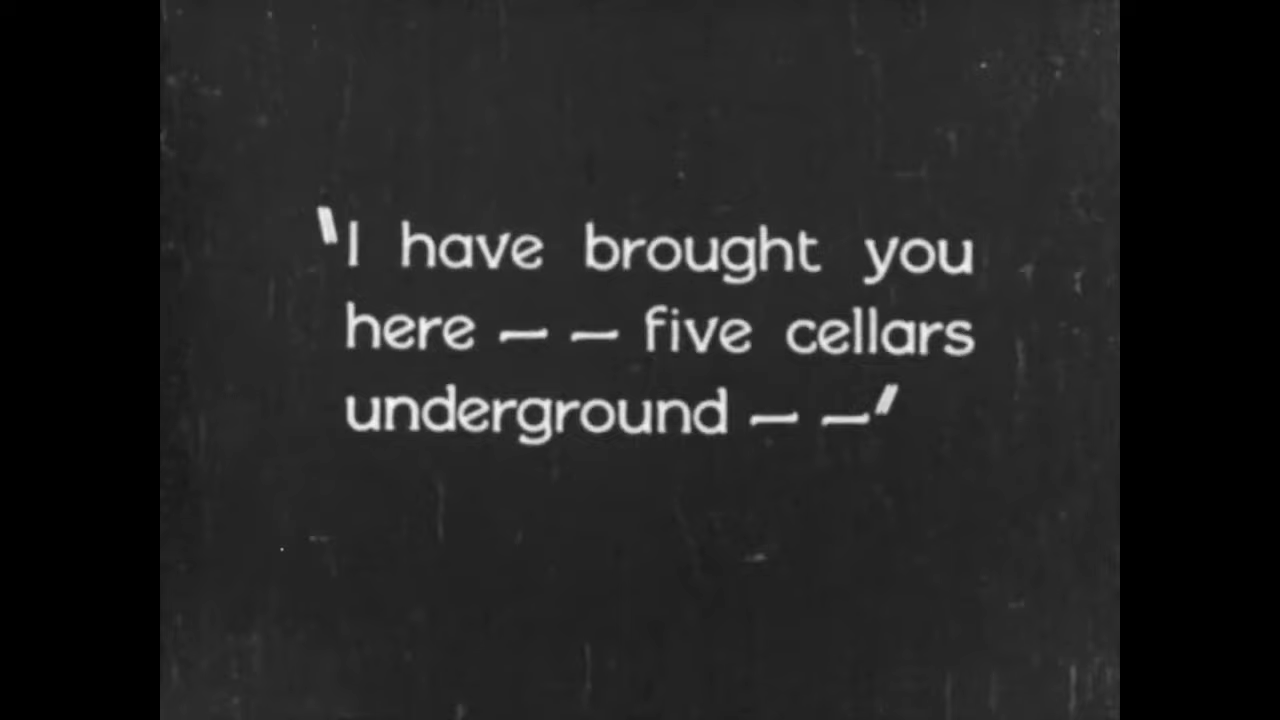 "I have brought you
here — — five cellars
underground — —"